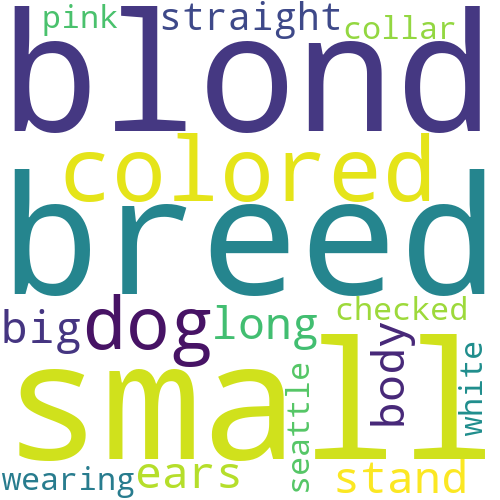 pink straight collar
blond
colored
breed
big dog long checked
small
seattle body white
wearing ears stand